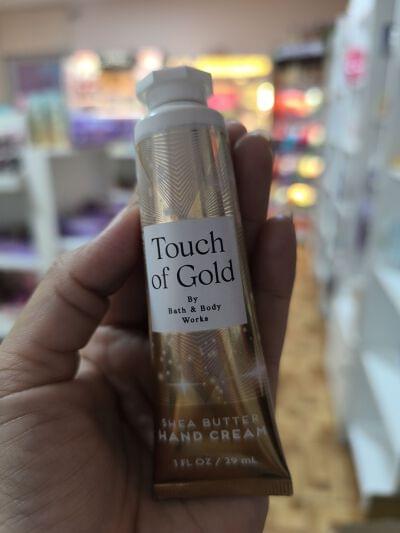 Touch
of Gold
By
Bath & Body
Works
SHEA BUTTER
HAND CREAM
1 FL OZ / 29 mL